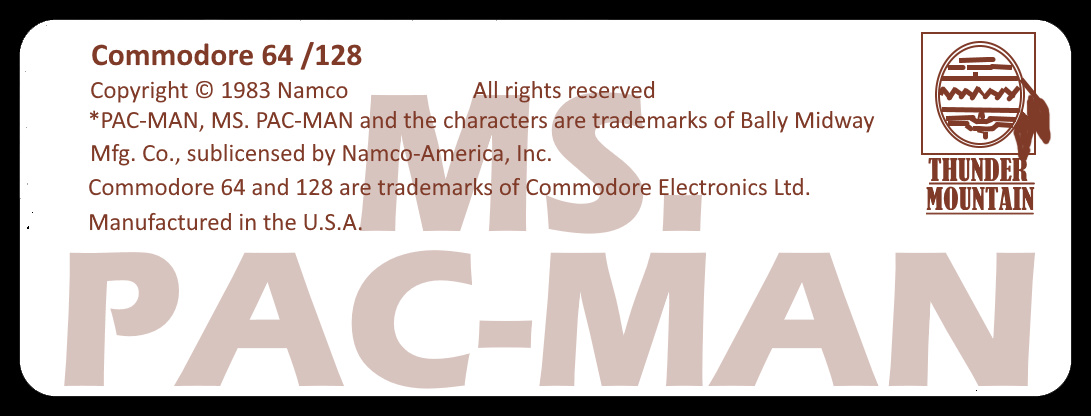 Commodore 64 /128
Copyright © 1983 Namco All rights reserved
*PAC-MAN, MS. PAC-MAN and the characters are trademarks of Bally Midway
Mfg. Co., sublicensed by Namco-America, Inc.
Commodore 64 and 128 are trademarks of Commodore Electronics Ltd.
Manufactured in the U.S.A.
THUNDER
MOUNTAIN
MS.
PAC-MAN